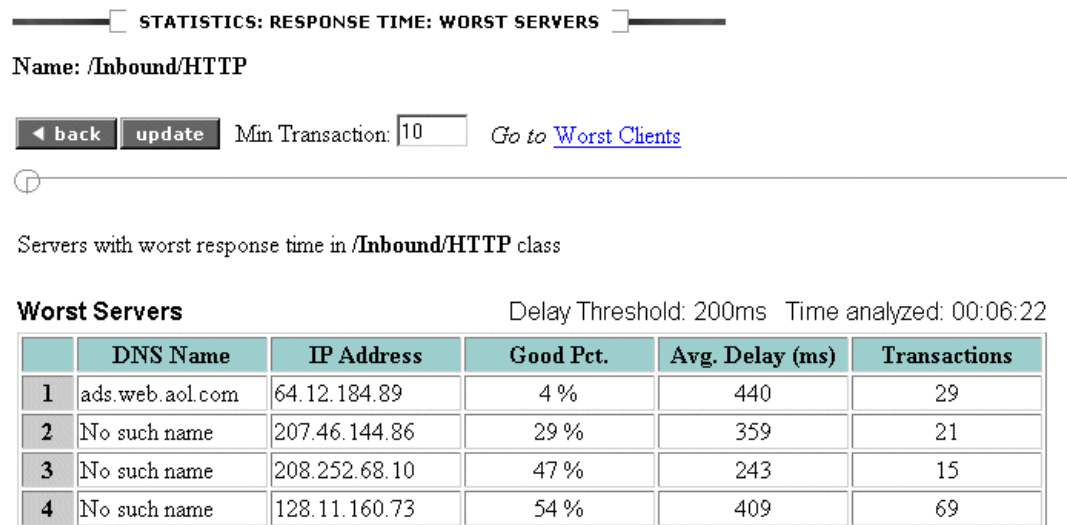 STATISTICS: RESPONSE TIME: WORST SERVERS
Name: /Inbound/HTTP
back update Min Transaction: 10 Go to Worst Clients
Servers with worst response time in /Inbound/HTTP class
Worst Servers Delay Threshold: 200ms Time analyzed: 00:06:22
DNS Name IP Address Good Pct. Avg. Delay (ms) Transactions
1 ads.web.aol.com 64.12.184.89 4 % 440 29
2 No such name 207.46.144.86 29 % 359 21
3 No such name 208.252.68.10 47 % 243 15
4 No such name 128.11.160.73 54 % 409 69